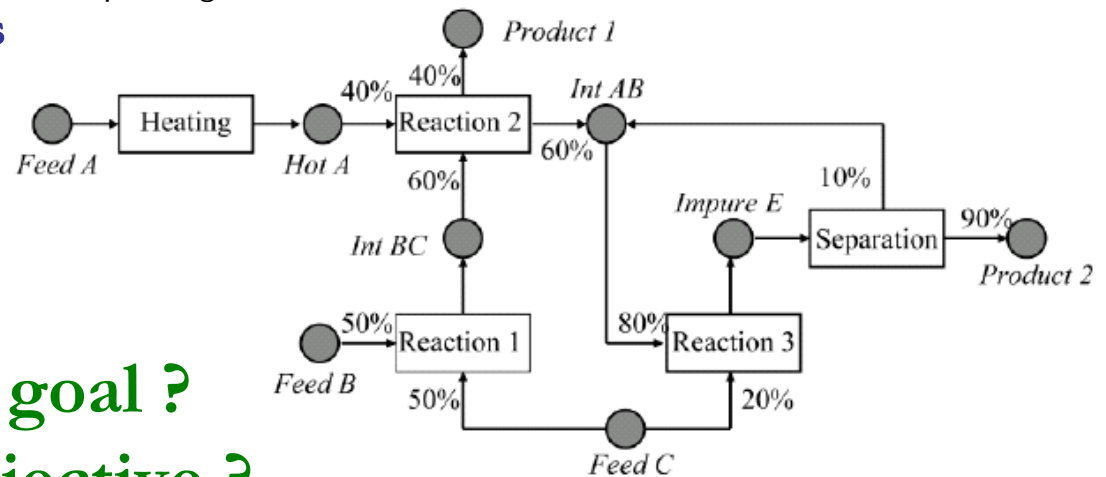 s
Product 1
40%
40%
Int AB
Heating
Reaction 2
Feed A
Hot A
60%
60%
10%
Impure E
90%
Int BC
Separation
Product 2
50%
Reaction 1
80%
Reaction 3
Feed B
50%
20%
goal ?
Feed C